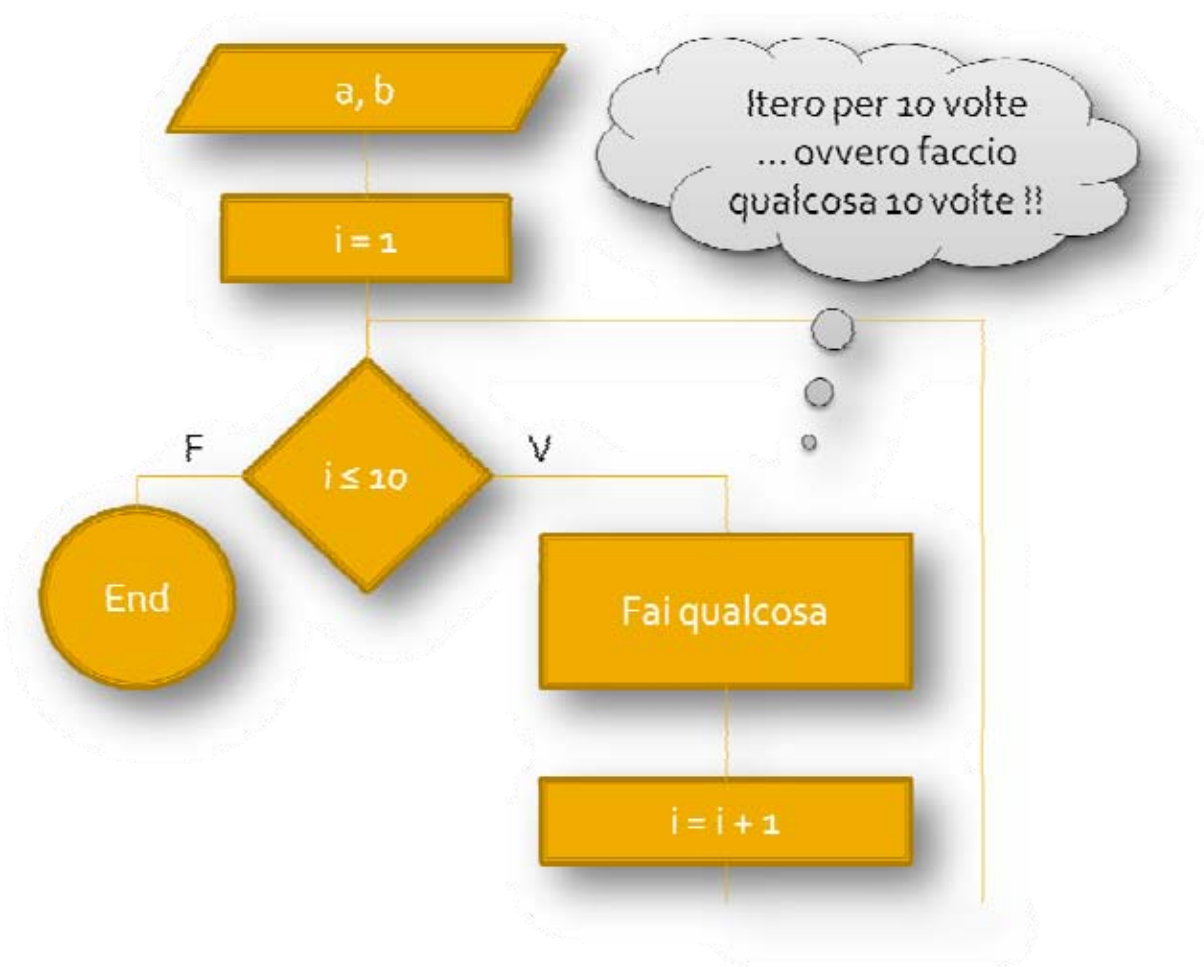 a, b
Itero per 10 volte
... ovvero faccio
qualcosa 10 volte !!
i = 1
F
V
i ≤ 10
End
Fai qualcosa
i = i + 1